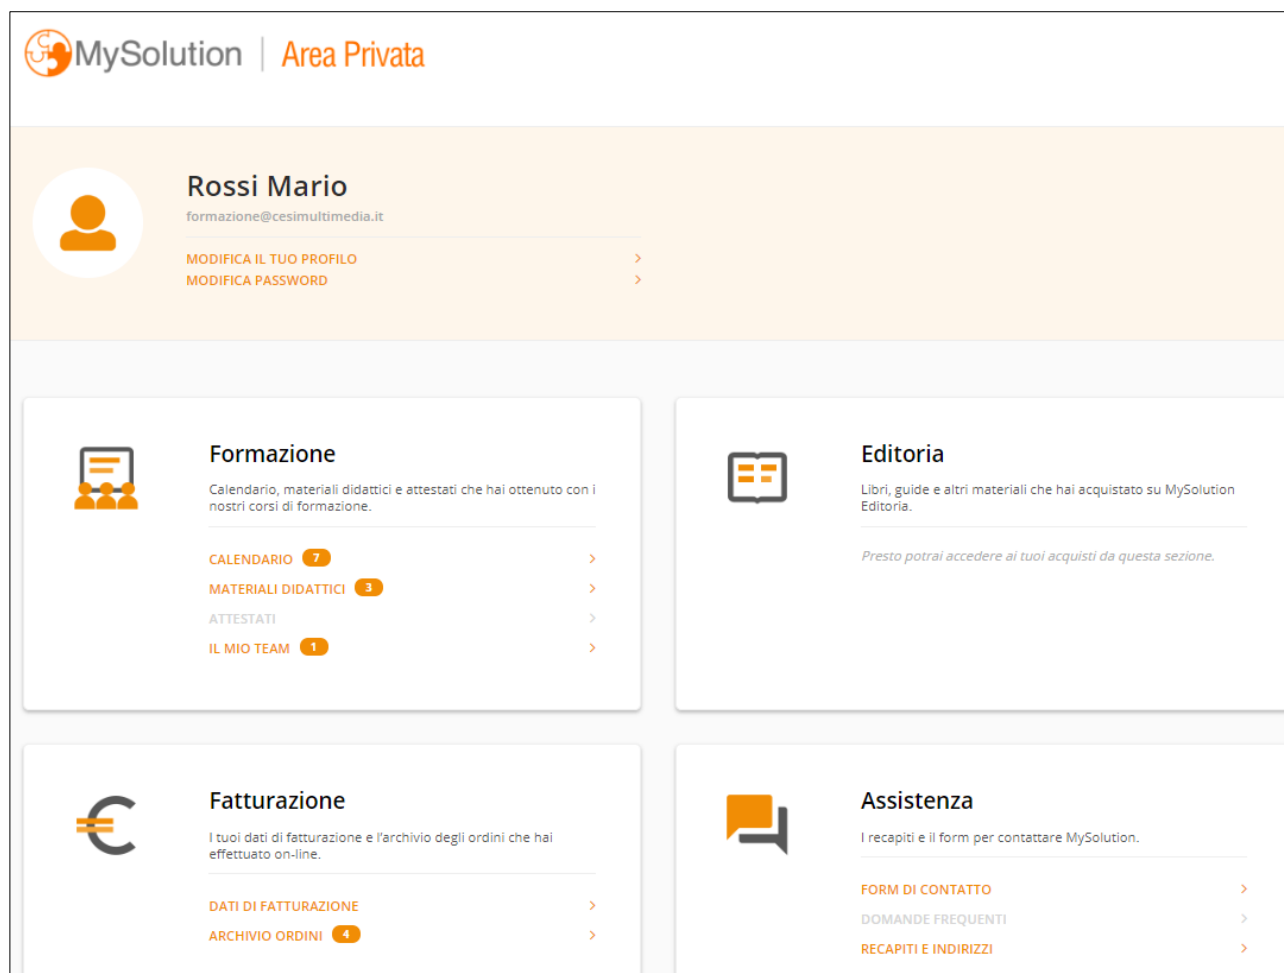 MySolution | Area Privata
Rossi Mario
formazione@cesimultimedia.it
MODIFICA IL TUO PROFILO
MODIFICA PASSWORD
Formazione
Calendario, materiali didattici e attestati che hai ottenuto con i
nostri corsi di formazione.
CALENDARIO 7
MATERIALI DIDATTICI 3
ATTESTATI
IL MIO TEAM 1
Editoria
Libri, guide e altri materiali che hai acquistato su MySolution
Editoria.
Presto potrai accedere ai tuoi acquisti da questa sezione.
Fatturazione
I tuoi dati di fatturazione e l'archivio degli ordini che hai
effettuato on-line.
DATI DI FATTURAZIONE
ARCHIVIO ORDINI 4
Assistenza
I recapiti e il form per contattare MySolution.
FORM DI CONTATTO
DOMANDE FREQUENTI
RECAPITI E INDIRIZZI